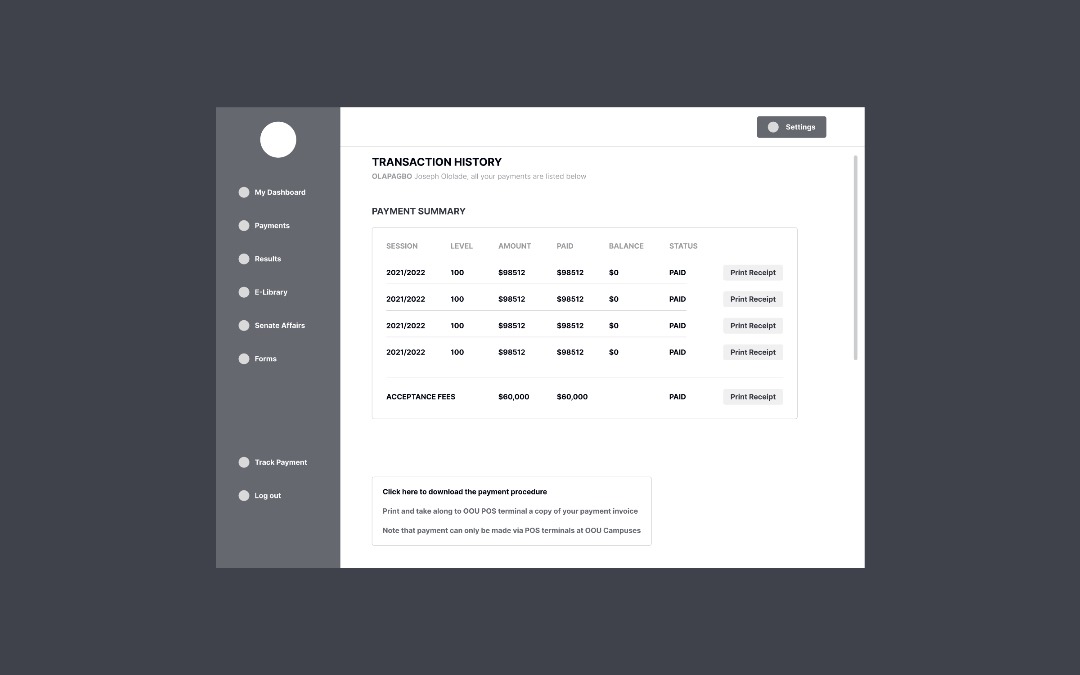 Settings
My Dashboard
Payments
Results
E-Library
Senate Affairs
Forms
Track Payment
Log out
TRANSACTION HISTORY
OLAPAGBO Joseph Ololade, all your payments are listed below
PAYMENT SUMMARY
SESSION LEVEL AMOUNT PAID BALANCE STATUS
2021/2022 100 $98512 $98512 $0 PAID Print Receipt
2021/2022 100 $98512 $98512 $0 PAID Print Receipt
2021/2022 100 $98512 $98512 $0 PAID Print Receipt
2021/2022 100 $98512 $98512 $0 PAID Print Receipt
ACCEPTANCE FEES $60,000 $60,000 PAID Print Receipt
Click here to download the payment procedure
Print and take along to OOU POS terminal a copy of your payment invoice
Note that payment can only be made via POS terminals at OOU Campuses